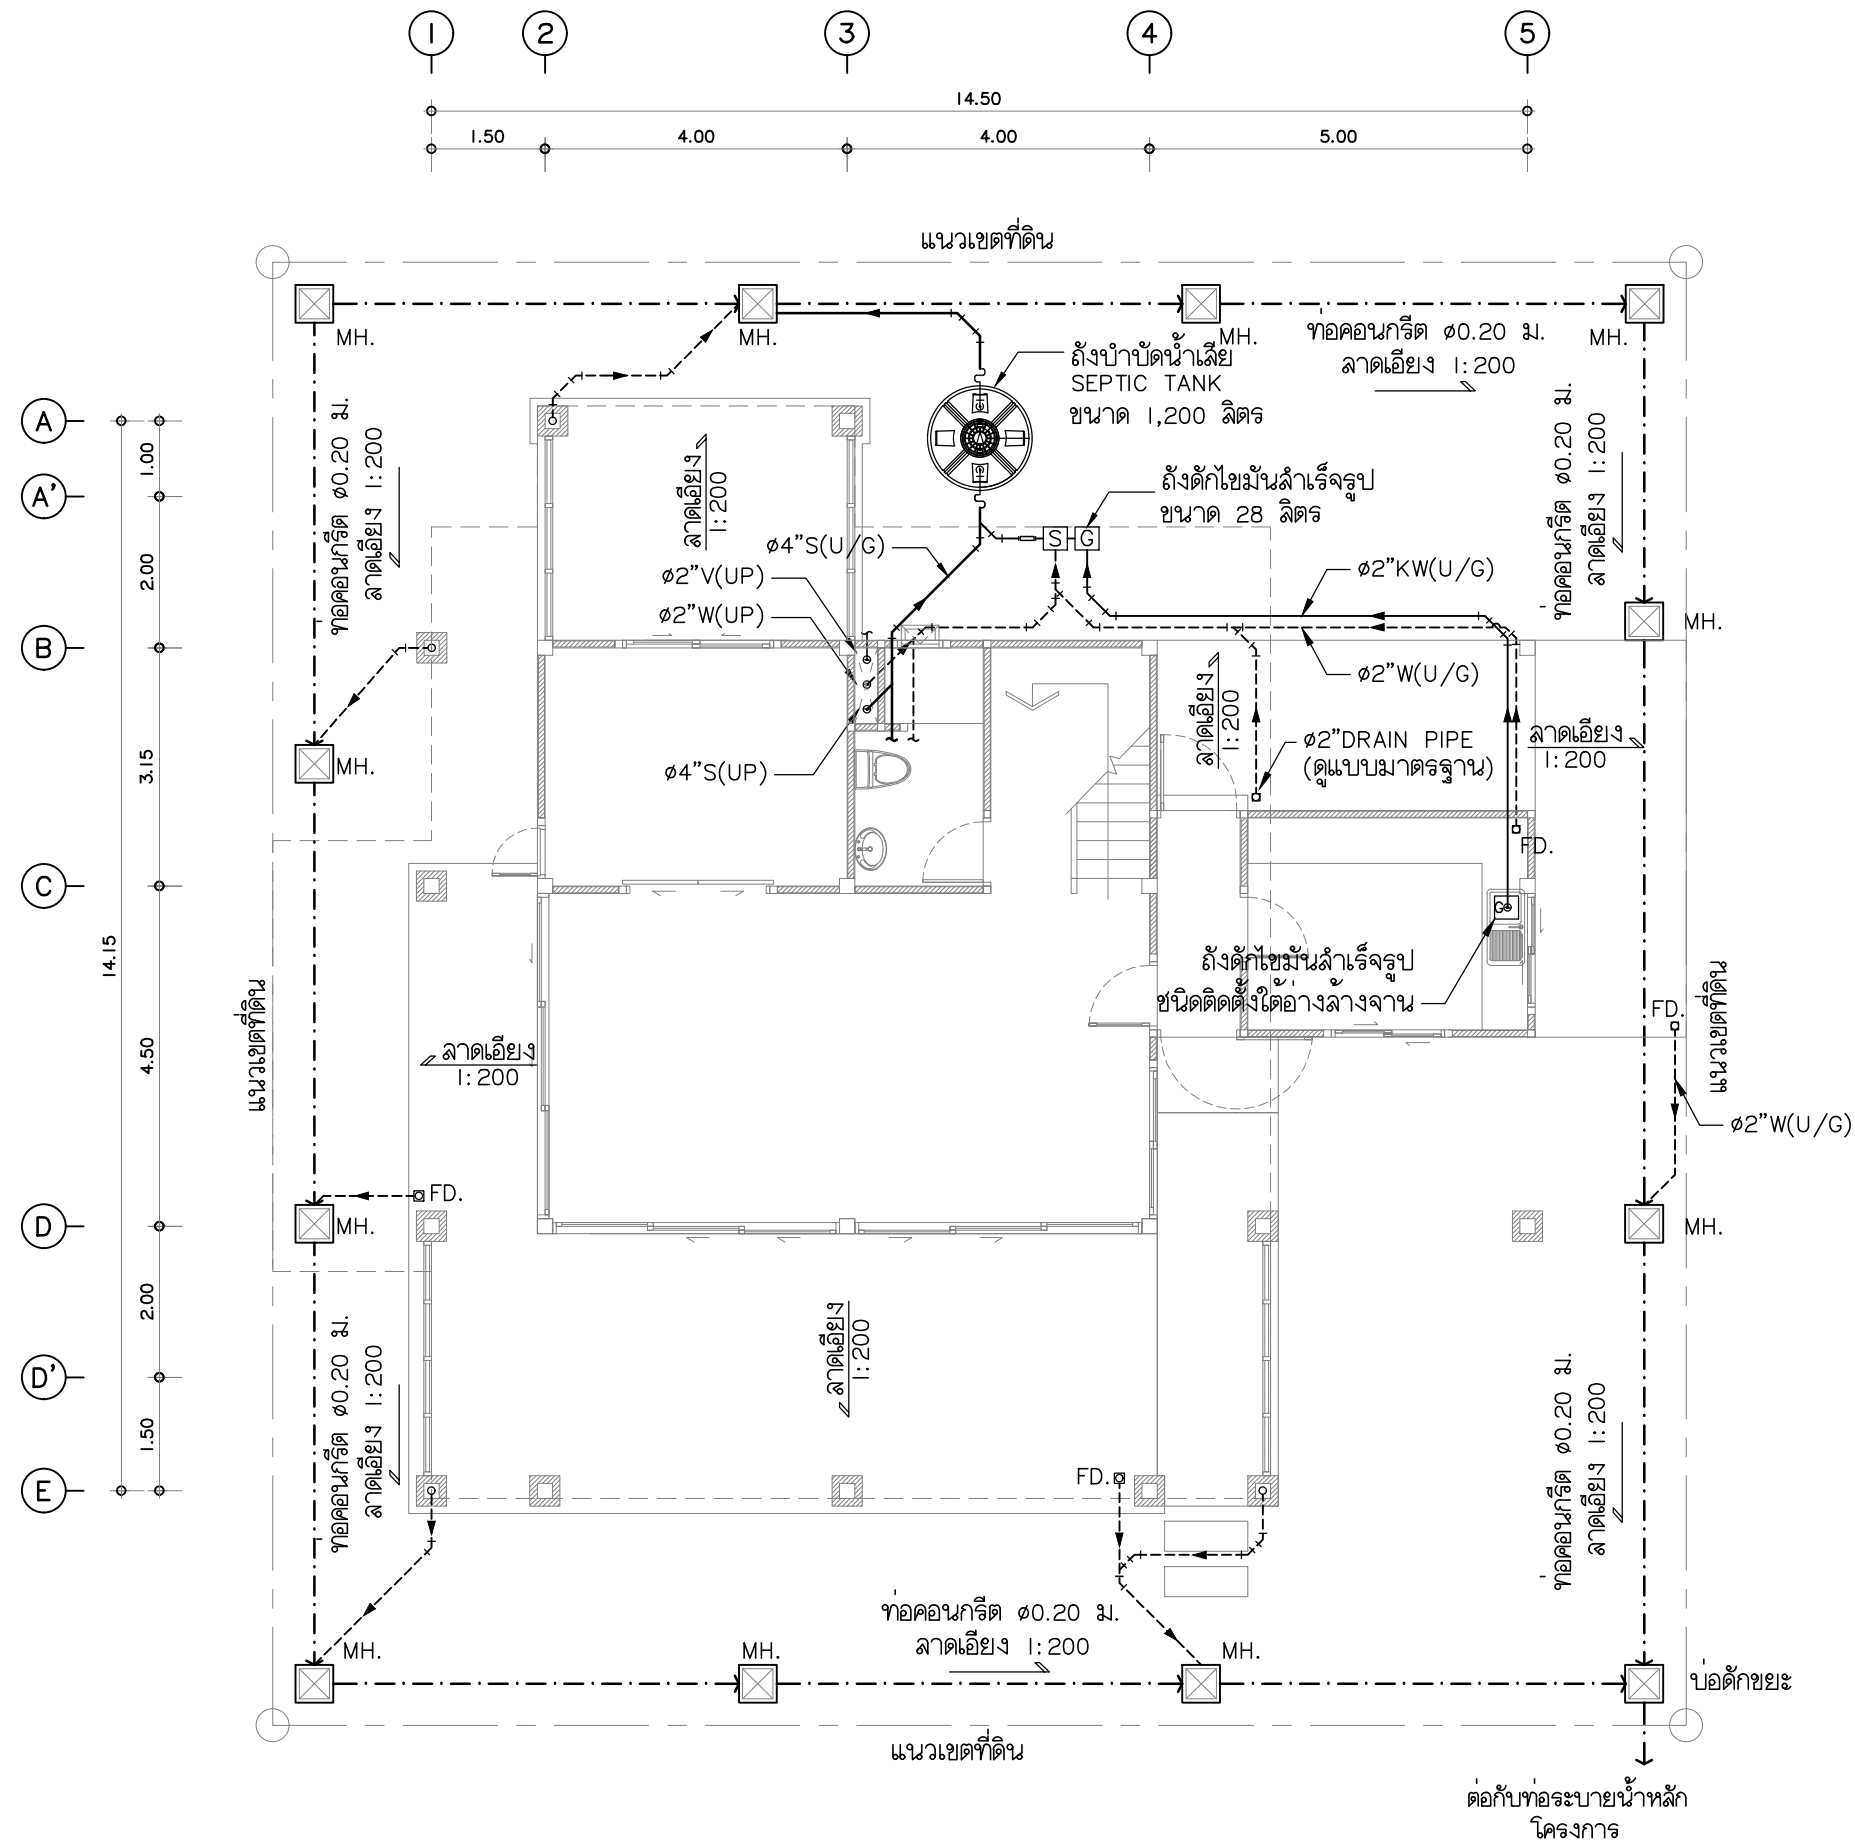 1
2
3
4
5
14.50
1.50
4.00
4.00
5.00
แนวเขตที่ดิน
MH.
MH.
MH.
MH.
ท่อคอนกรีต ø0.20 ม.
ลาดเอียง 1:200
ถังบำบัดน้ำเสีย
SEPTIC TANK
ขนาด 1,200 ลิตร
A
A'
B
C
D
D'
E
1.00
2.00
3.15
14.15
4.50
2.00
1.50
ท่อคอนกรีต ø0.20 ม.
ลาดเอียง 1:200
ลาดเอียง
1:200
ถังดักไขมันสำเร็จรูป
ขนาด 28 ลิตร
ท่อคอนกรีต ø0.20 ม.
ลาดเอียง 1:200
S
G
ø4"S(U/G)
ø2"V(UP)
ø2"W(UP)
ø4"S(UP)
ø2"KW(U/G)
ø2"W(U/G)
MH.
ลาดเอียง
1:200
ø2"DRAIN PIPE
(ดูแบบมาตรฐาน)
ลาดเอียง
1:200
MH.
FD.
G
ถังดักไขมันสำเร็จรูป
ชนิดติดตั้งใต้อ่างล้างจาน
แนวเขตที่ดิน
ลาดเอียง
1:200
FD.
แนวเขตที่ดิน
ø2"W(U/G)
FD.
MH.
MH.
ท่อคอนกรีต ø0.20 ม.
ลาดเอียง 1:200
ลาดเอียง
1:200
ท่อคอนกรีต ø0.20 ม.
ลาดเอียง 1:200
FD.
ท่อคอนกรีต ø0.20 ม.
ลาดเอียง 1:200
MH.
MH.
MH.
บ่อดักขยะ
แนวเขตที่ดิน
ต่อกับท่อระบายน้ำหลัก
โครงการ